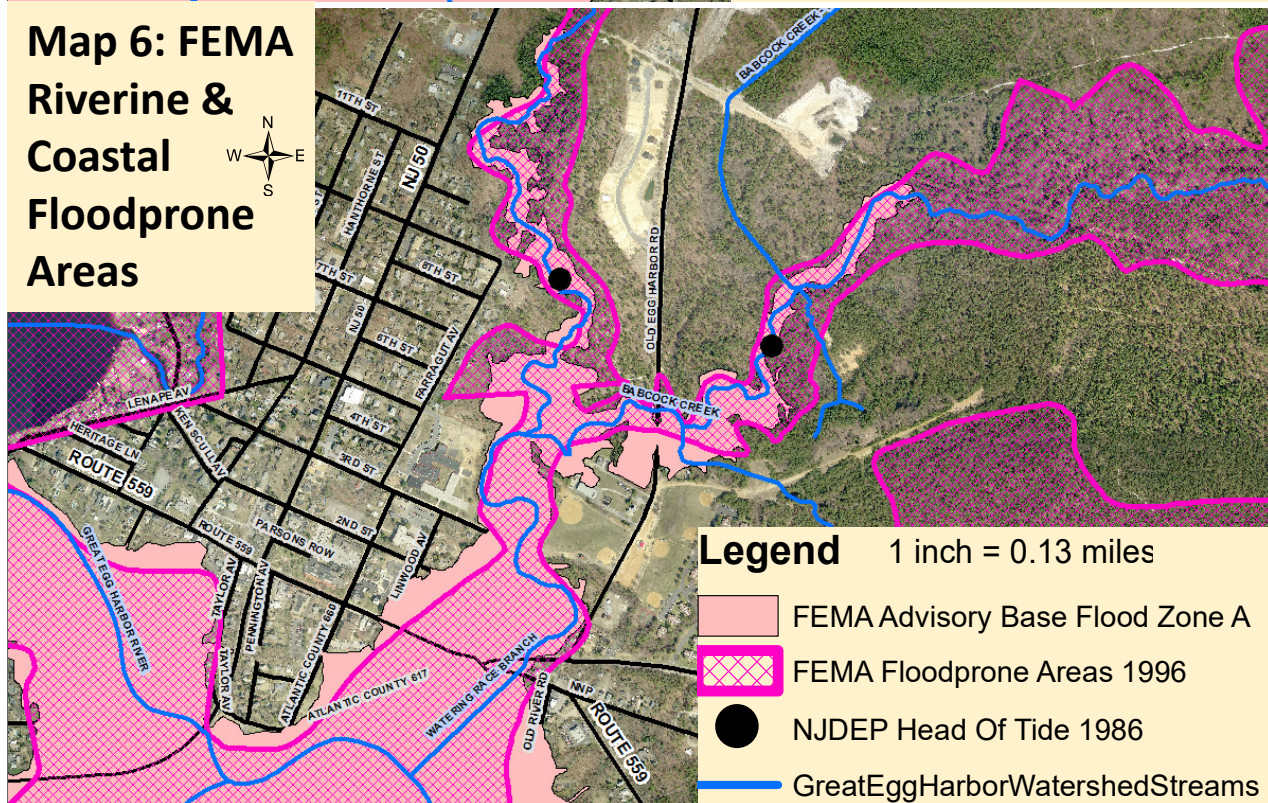 Map 6: FEMA
Riverine &
Coastal
Floodprone
Areas
N
W
E
S
11TH ST
HANTHORNE ST
NJ 50
ST
7TH ST
8TH ST
NJ 50
6TH ST
FARRAGUT AV
4TH ST
3RD ST
OLD EGG HARBOR RD
BABCOCK CREEK -
BABCOCK CREEK
LENAPE AV
KEN SCULL AV
HERITAGE LN
ROUTE 559
ROUTE 559
PARSONS ROW
2ND ST
LINWOOD AV
GREAT EGG HARBOR RIVER
TAYLOR AV
PENNINGTON AV
TAYLOR AV
ATLANTIC COUNTY 660
ATLANTIC COUNTY 617
WATERING RACE BRANCH
OLD RIVER RD
NNP
ROUTE 559
Legend 1 inch = 0.13 miles
FEMA Advisory Base Flood Zone A
FEMA Floodprone Areas 1996
NJDEP Head Of Tide 1986
GreatEggHarborWatershedStreams